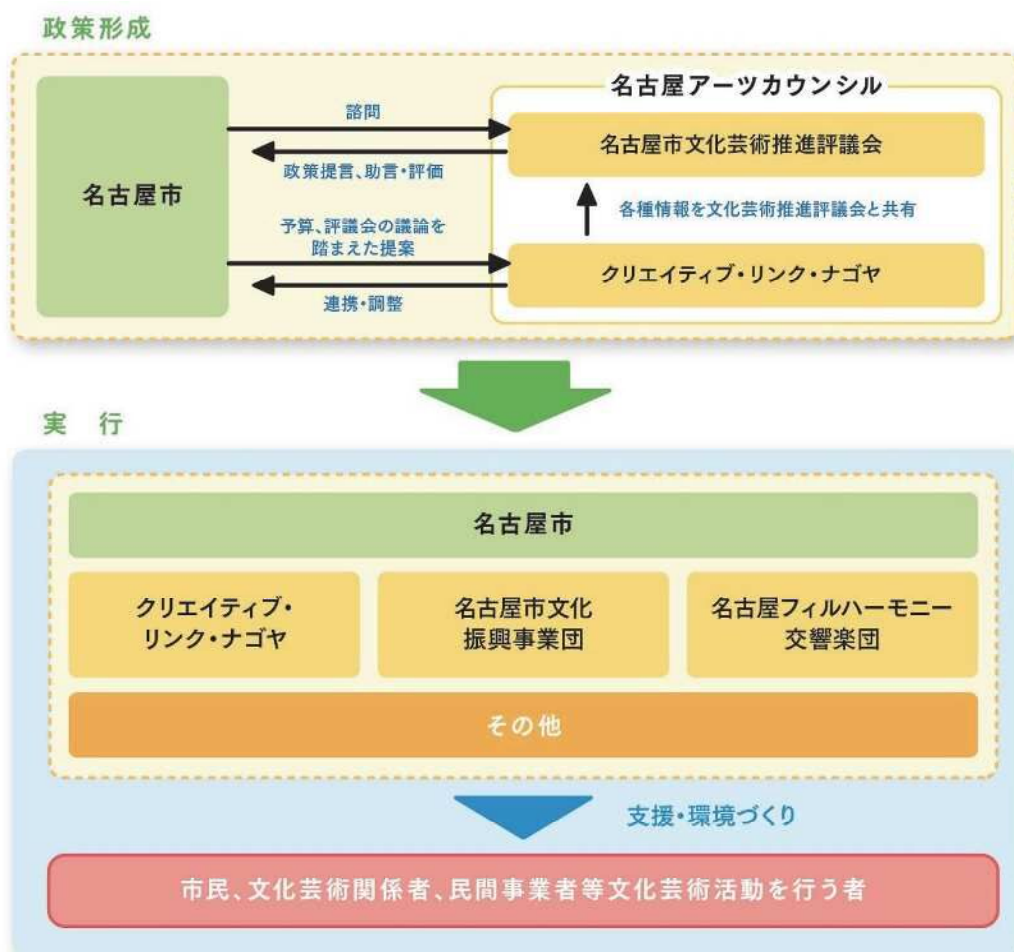 政策形成
名古屋アーツカウンシル
名古屋市
諮問
政策提言、助言・評価
名古屋市文化芸術推進評議会
各種情報を文化芸術推進評議会と共有
予算、評議会の議論を
踏まえた提案
連携・調整
クリエイティブ・リンク・ナゴヤ
実 行
名古屋市
クリエイティブ・
リンク・ナゴヤ
名古屋市文化
振興事業団
名古屋フィルハーモニー
交響楽団
その他
支援・環境づくり
市民、文化芸術関係者、民間事業者等文化芸術活動を行う者